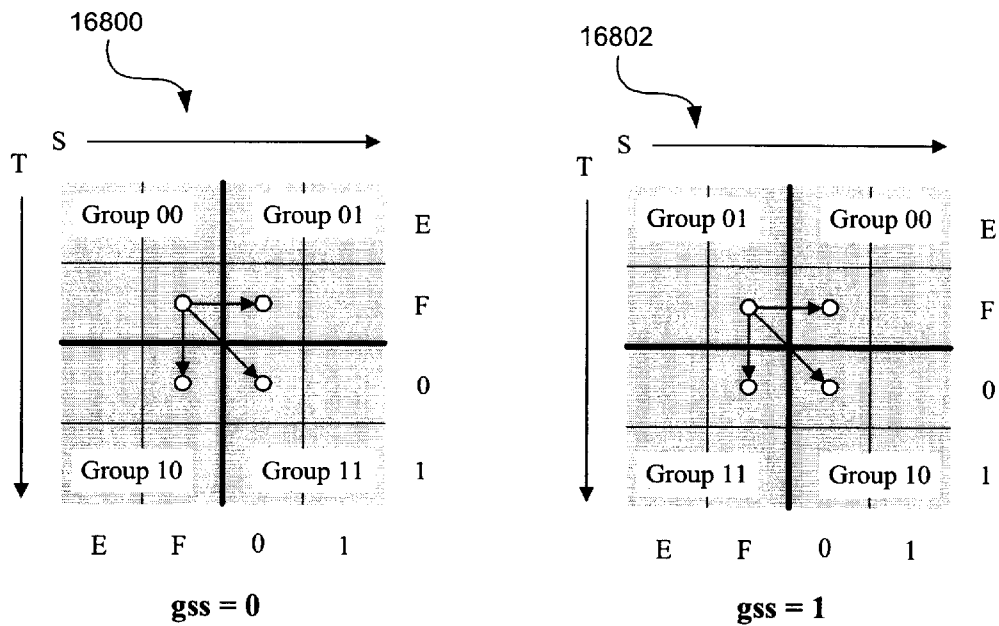 16800
16802
S
T
Group 00
Group 01
E
F
0
Group 10
Group 11
1
E
F
0
1
gss = 0
S
T
Group 01
Group 00
E
F
0
Group 11
Group 10
1
E
F
0
1
gss = 1